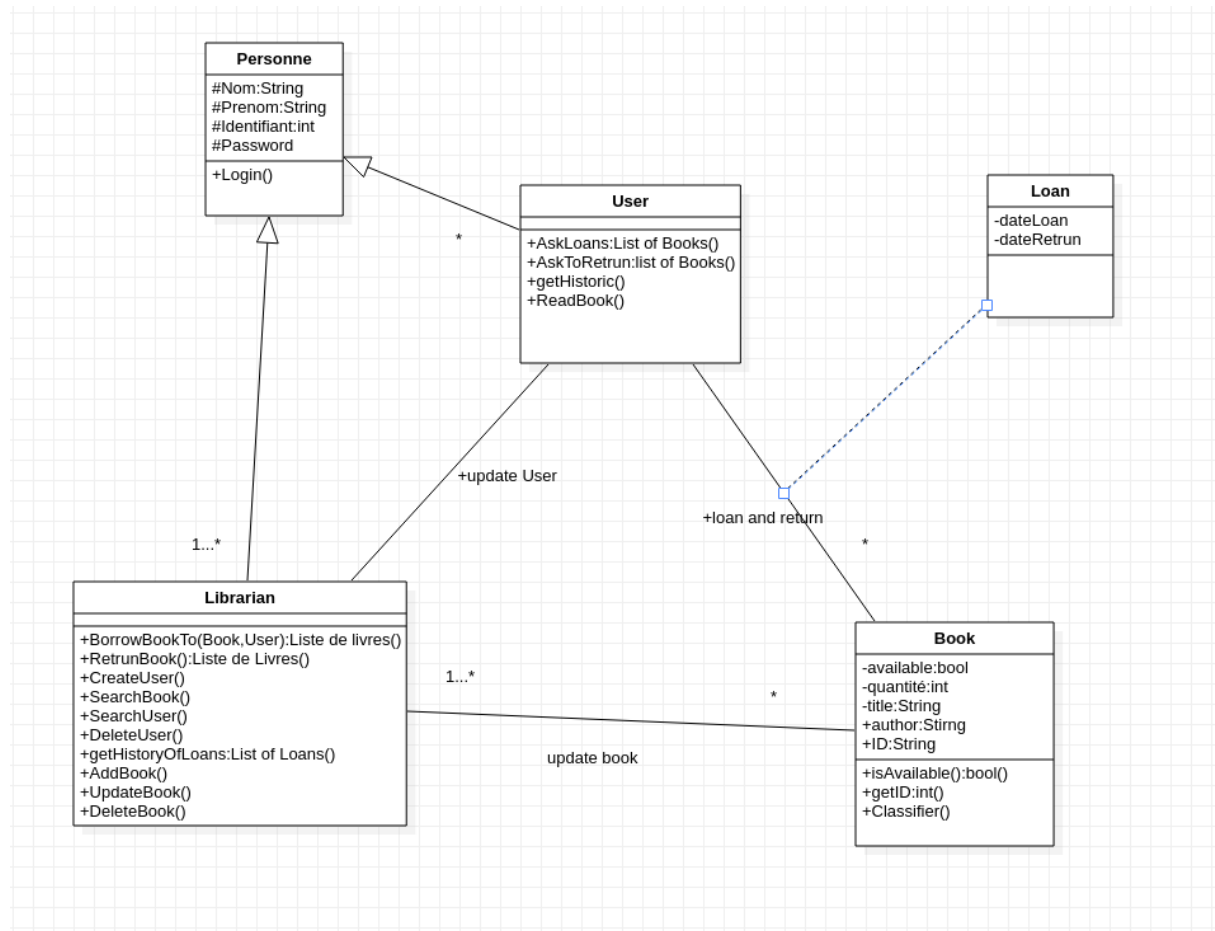 Personne
#Nom:String
#Prenom:String
#Identifiant:int
#Password
+Login()
*
User
+AskLoans:List of Books()
+AskToRetrun:list of Books()
+getHistoric()
+ReadBook()
Loan
-dateLoan
-dateRetrun
+update User
+loan and return
*
1...*
Librarian
+BorrowBookTo(Book,User):Liste de livres()
+RetrunBook():Liste de Livres()
+CreateUser()
+SearchBook()
+SearchUser()
+DeleteUser()
+getHistoryOfLoans:List of Loans()
+AddBook()
+UpdateBook()
+DeleteBook()
1...*
*
update book
Book
-available:bool
-quantité:int
-title:String
+author:Stirng
+ID:String
+isAvailable():bool()
+getID:int()
+Classifier()